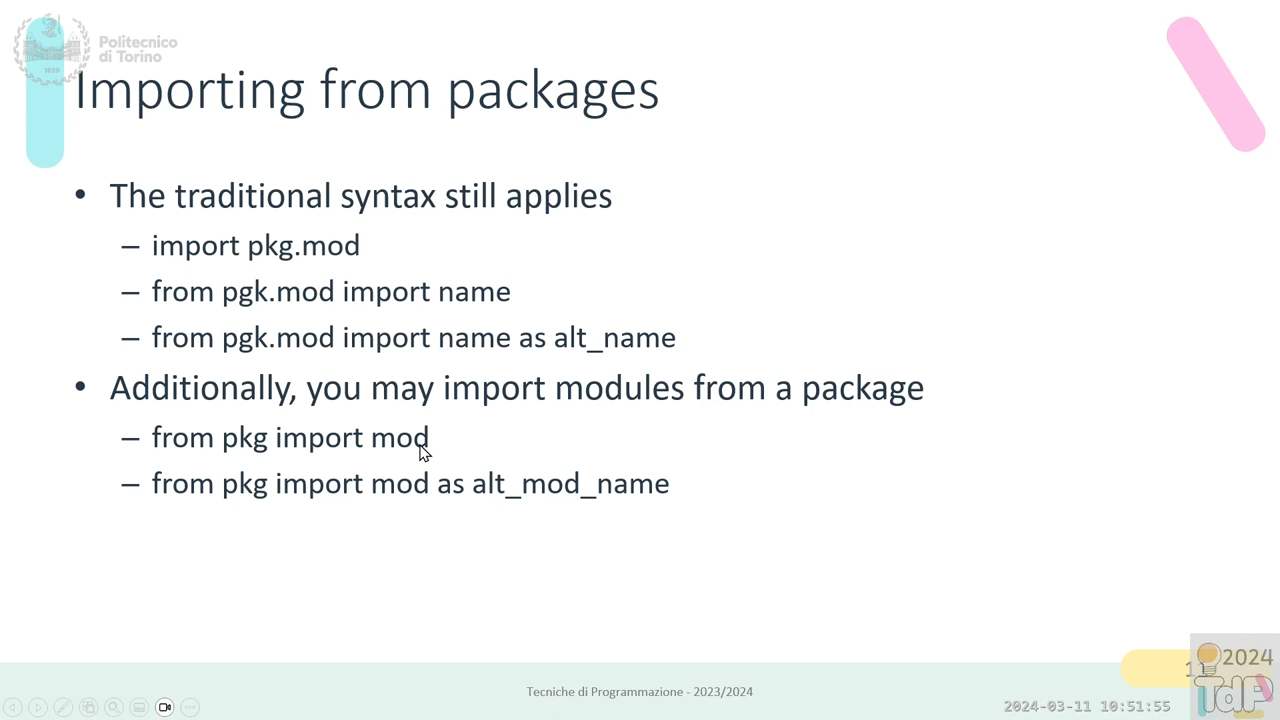 Politecnico
di Torino
Importing from packages
• The traditional syntax still applies
– import pkg.mod
– from pgk.mod import name
– from pgk.mod import name as alt_name
• Additionally, you may import modules from a package
– from pkg import mod
– from pkg import mod as alt_mod_name
Tecniche di Programmazione - 2023/2024
2024
TdP
2024-03-11 10:51:55